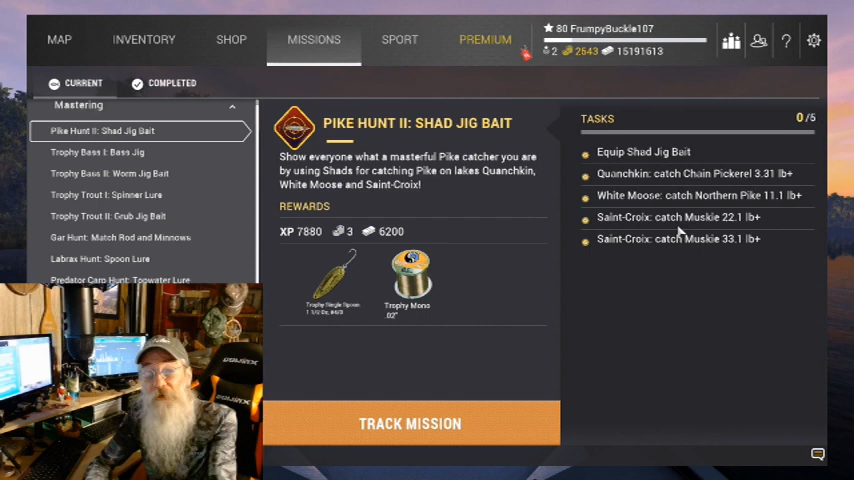 MAP
INVENTORY
SHOP
MISSIONS
SPORT
PREMIUM
80 FrumpyBuckle107
2 2643 15191613
?
CURRENT
COMPLETED
Mastering
Pike Hunt II: Shad Jig Bait
Trophy Bass I: Bass Jig
Trophy Bass II: Worm Jig Bait
Trophy Trout I: Spinner Lure
Trophy Trout II: Grub Jig Bait
Gar Hunt: Match Rod and Minnows
Labrax Hunt: Spoon Lure
Predator Carp Hunt: Topwater Lure
PIKE HUNT II: SHAD JIG BAIT
Show everyone what a masterful Pike catcher you are
by using Shads for catching Pike on lakes Quanchkin,
White Moose and Saint-Croix!
REWARDS
XP 7880 3 6200
Trophy Single Spoon
1 1/2 Oz, #6/0
Trophy Mono
.02"
TRACK MISSION
TASKS 0/5
Equip Shad Jig Bait
Quanchkin: catch Chain Pickerel 3.31 lb+
White Moose: catch Northern Pike 11.1 lb+
Saint-Croix: catch Muskie 22.1 lb+
Saint-Croix: catch Muskie 33.1 lb+